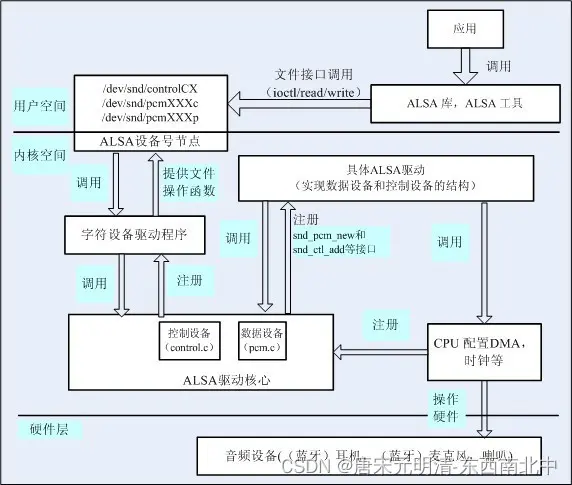 应用
调用
文件接口调用
（ioctl/read/write）
ALSA 库，ALSA 工具
/dev/snd/controlCX
/dev/snd/pcmXXXc
/dev/snd/pcmXXXp
用户空间
ALSA设备号节点
内核空间
调用
提供文件
操作函数
具体ALSA驱动
（实现数据设备和控制设备的结构）
字符设备驱动程序
调用
注册
snd_pcm_new和
snd_ctl_add等接口
调用
调用
注册
控制设备
（control.c）
数据设备
（pcm.c）
ALSA驱动核心
注册
CPU 配置DMA，
时钟等
操作
硬件
硬件层
音频设备(（蓝牙）耳机，（蓝牙）麦克风，喇叭)
CSDN @唐宋元明清-东西南北中